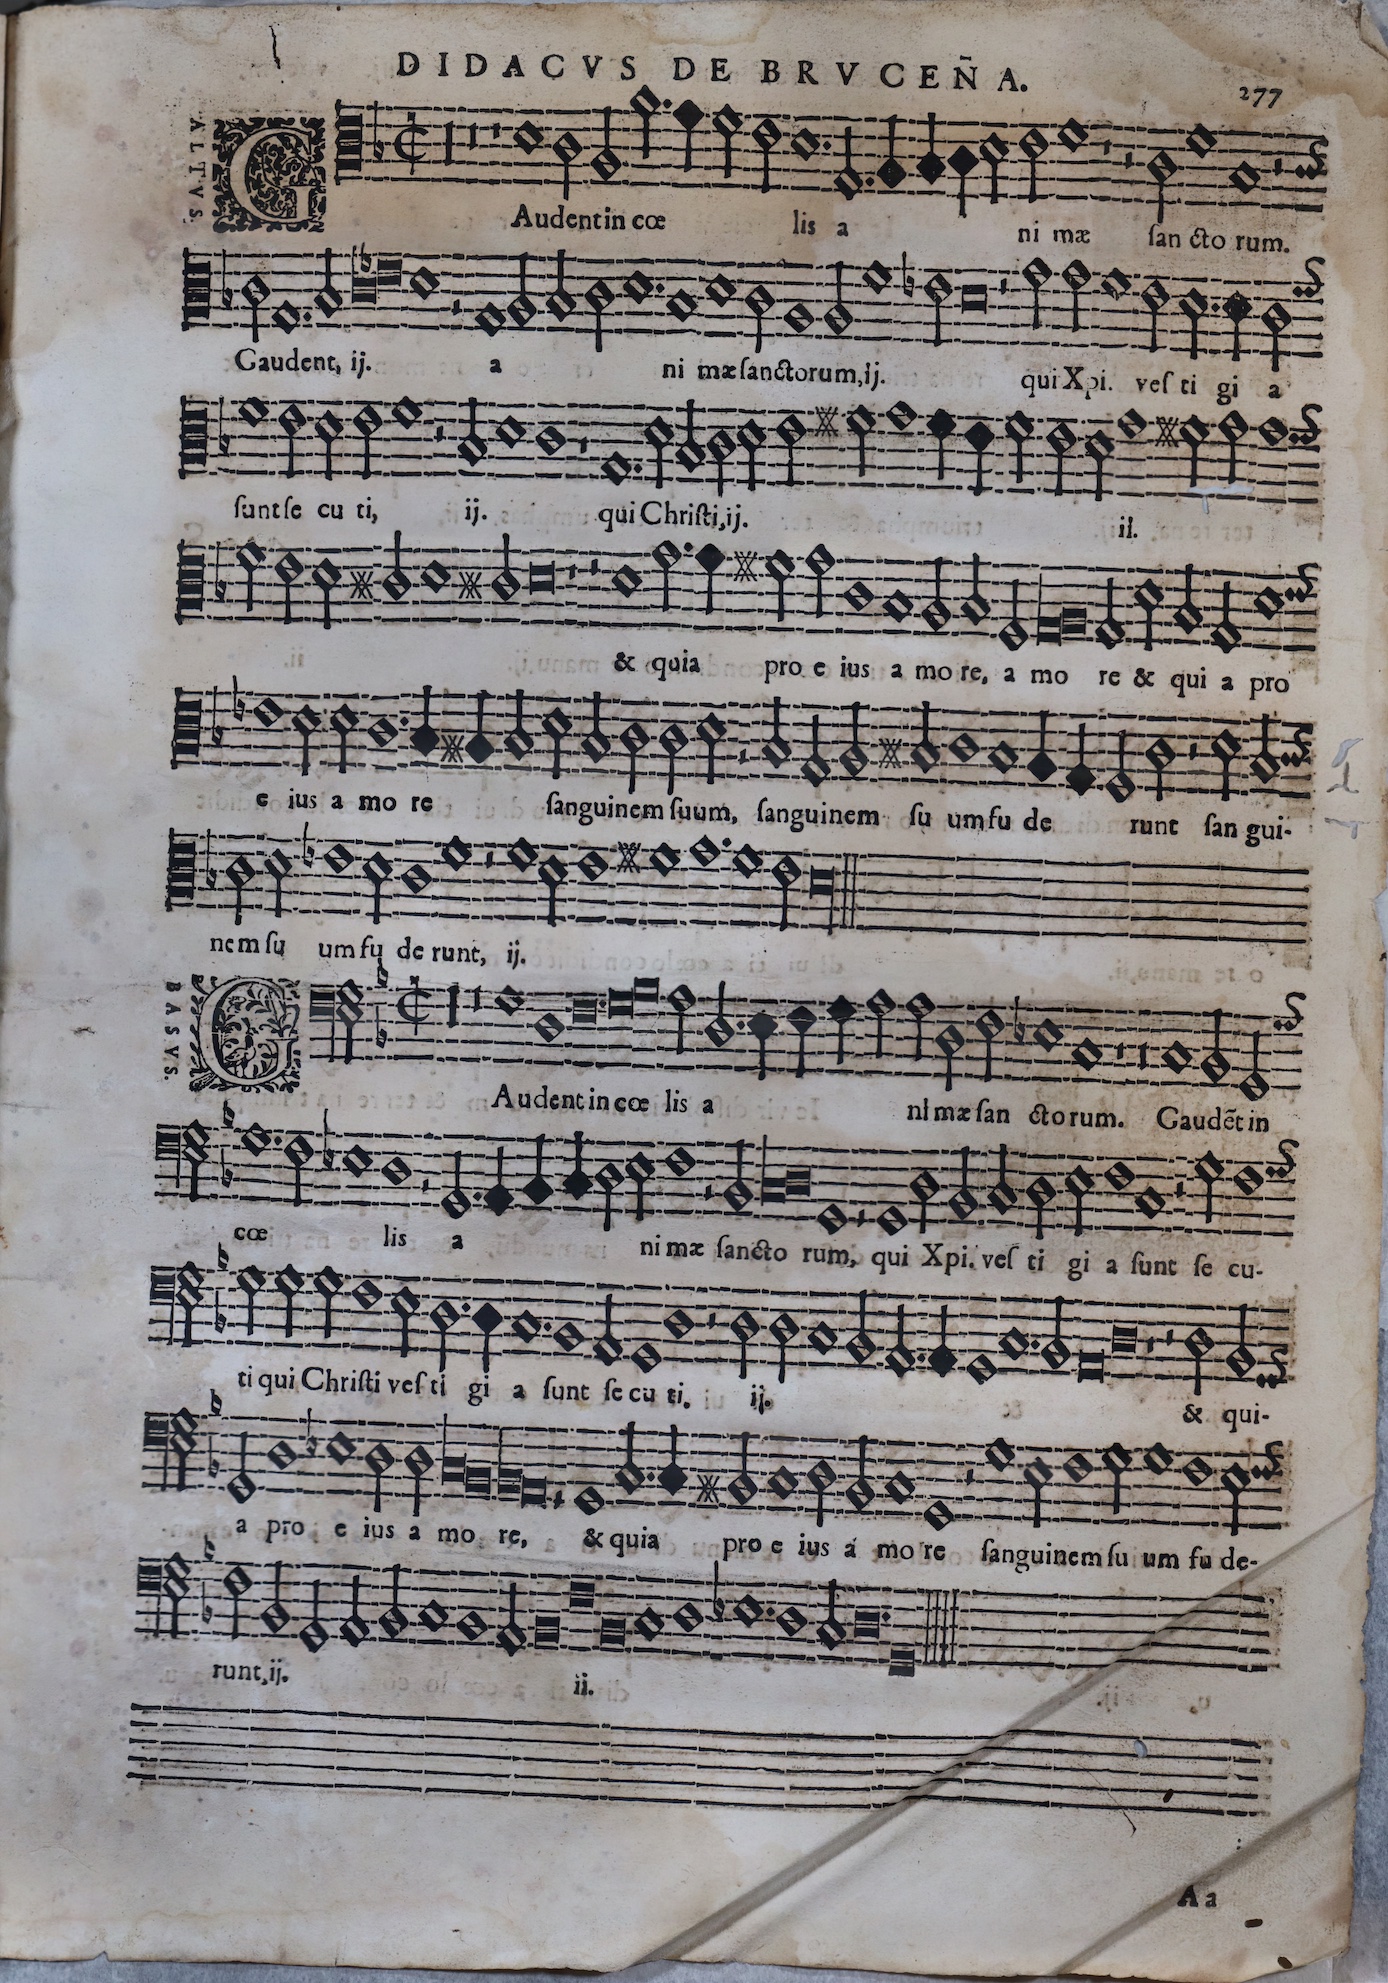 DIDACVS DE BRVCEÑA.
277
ALTVS.
GAudent in cœ lis a ni mæ ſan cto rum.
Gaudent, ij. a ni mæ ſanctorum, ij. qui Xpi. veſ ti gi a
ſunt ſe cu ti, ij. qui Chriſti, ij. ij.
& quia pro e ius a mo re, a mo re & qui a pro
e ius a mo re ſanguinem ſuum, ſanguinem ſu um fu de runt ſan gui-
nem ſu um fu de runt, ij.
BASVS.
GAudent in cœ lis a ni mæ ſan cto rum. Gaudẽt in
cœ lis a ni mæ ſancto rum, qui Xpi. veſ ti gi a ſunt ſe cu-
ti qui Chriſti veſ ti gi a ſunt ſe cu ti. ij. & qui-
a pro e ius a mo re, & quia pro e ius a mo re ſanguinem ſu um fu de-
runt, ij. ij.
A a